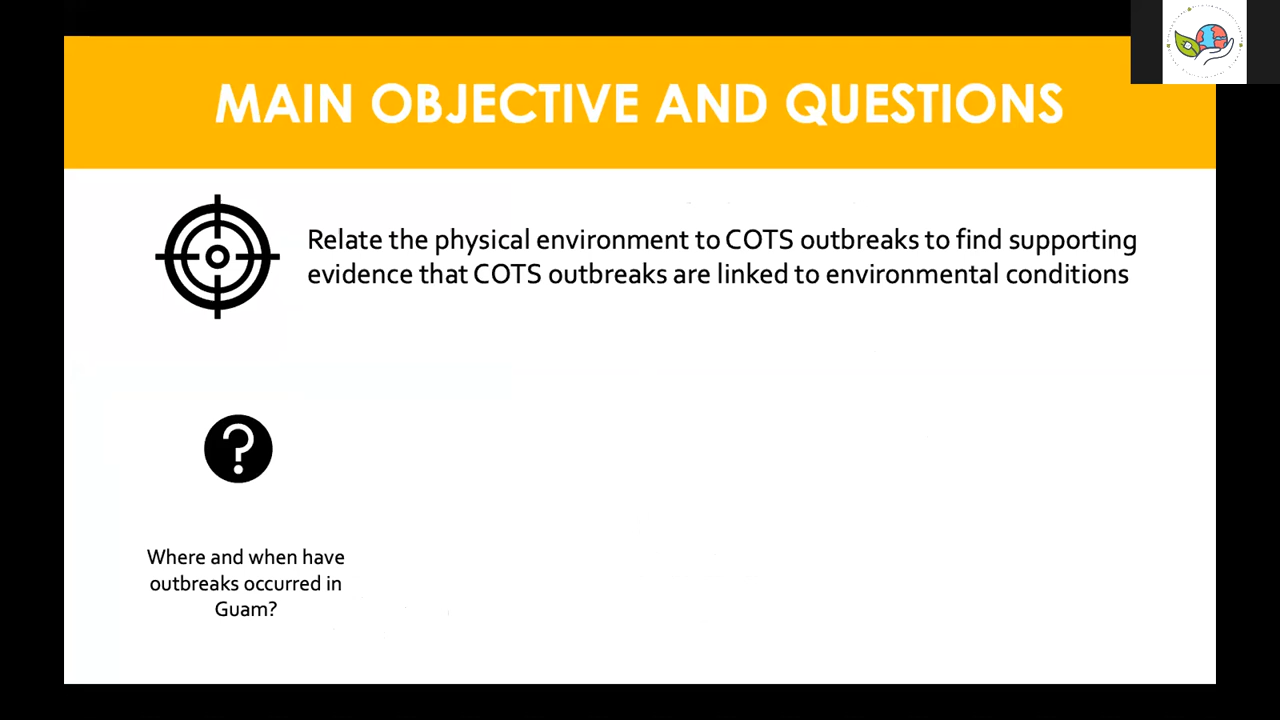 MAIN OBJECTIVE AND QUESTIONS
Relate the physical environment to COTS outbreaks to find supporting
evidence that COTS outbreaks are linked to environmental conditions
?
Where and when have
outbreaks occurred in
Guam?